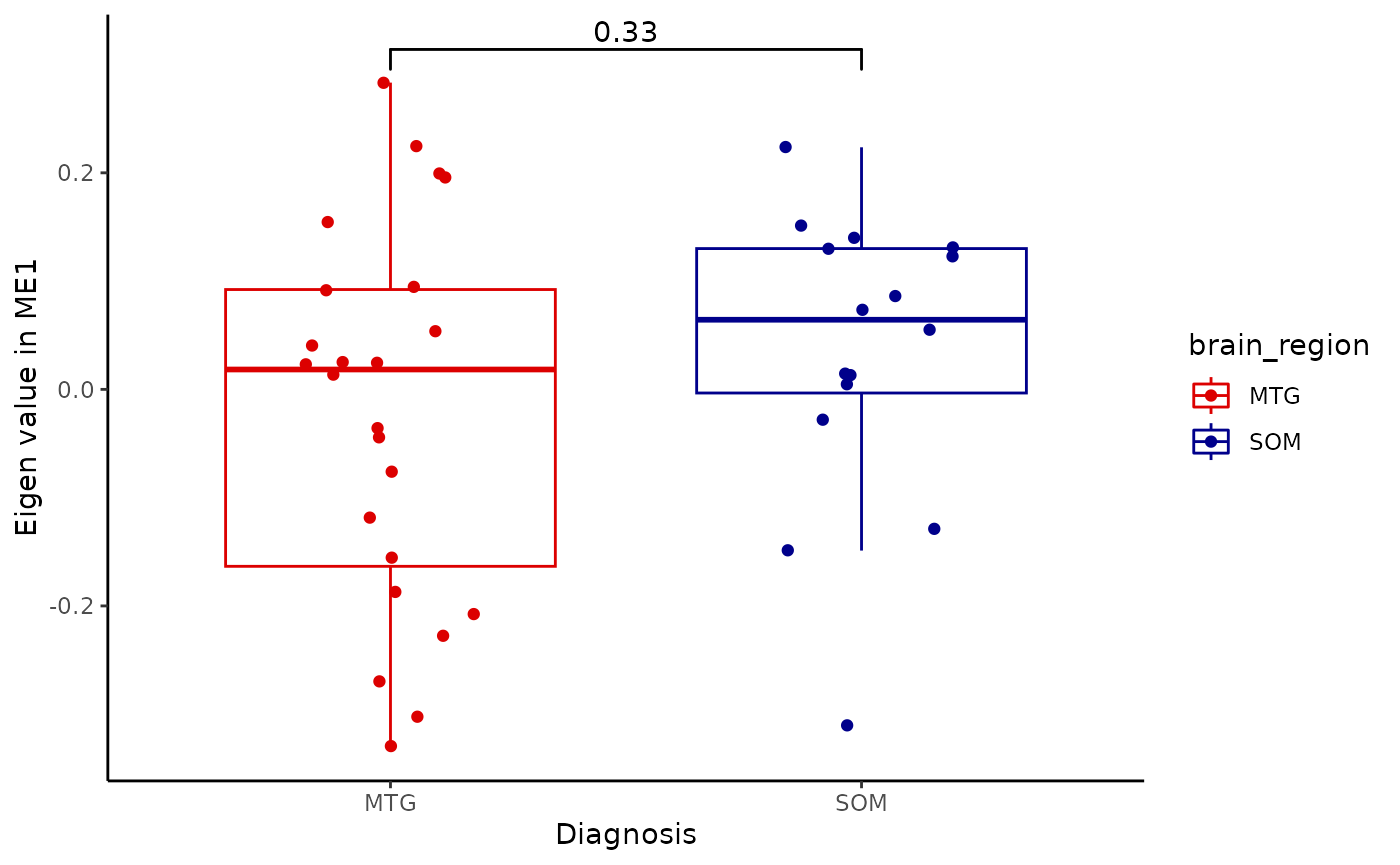 0.33
0.2
0.0
-0.2
Eigen value in ME1
MTG
SOM
Diagnosis
brain_region
MTG
SOM